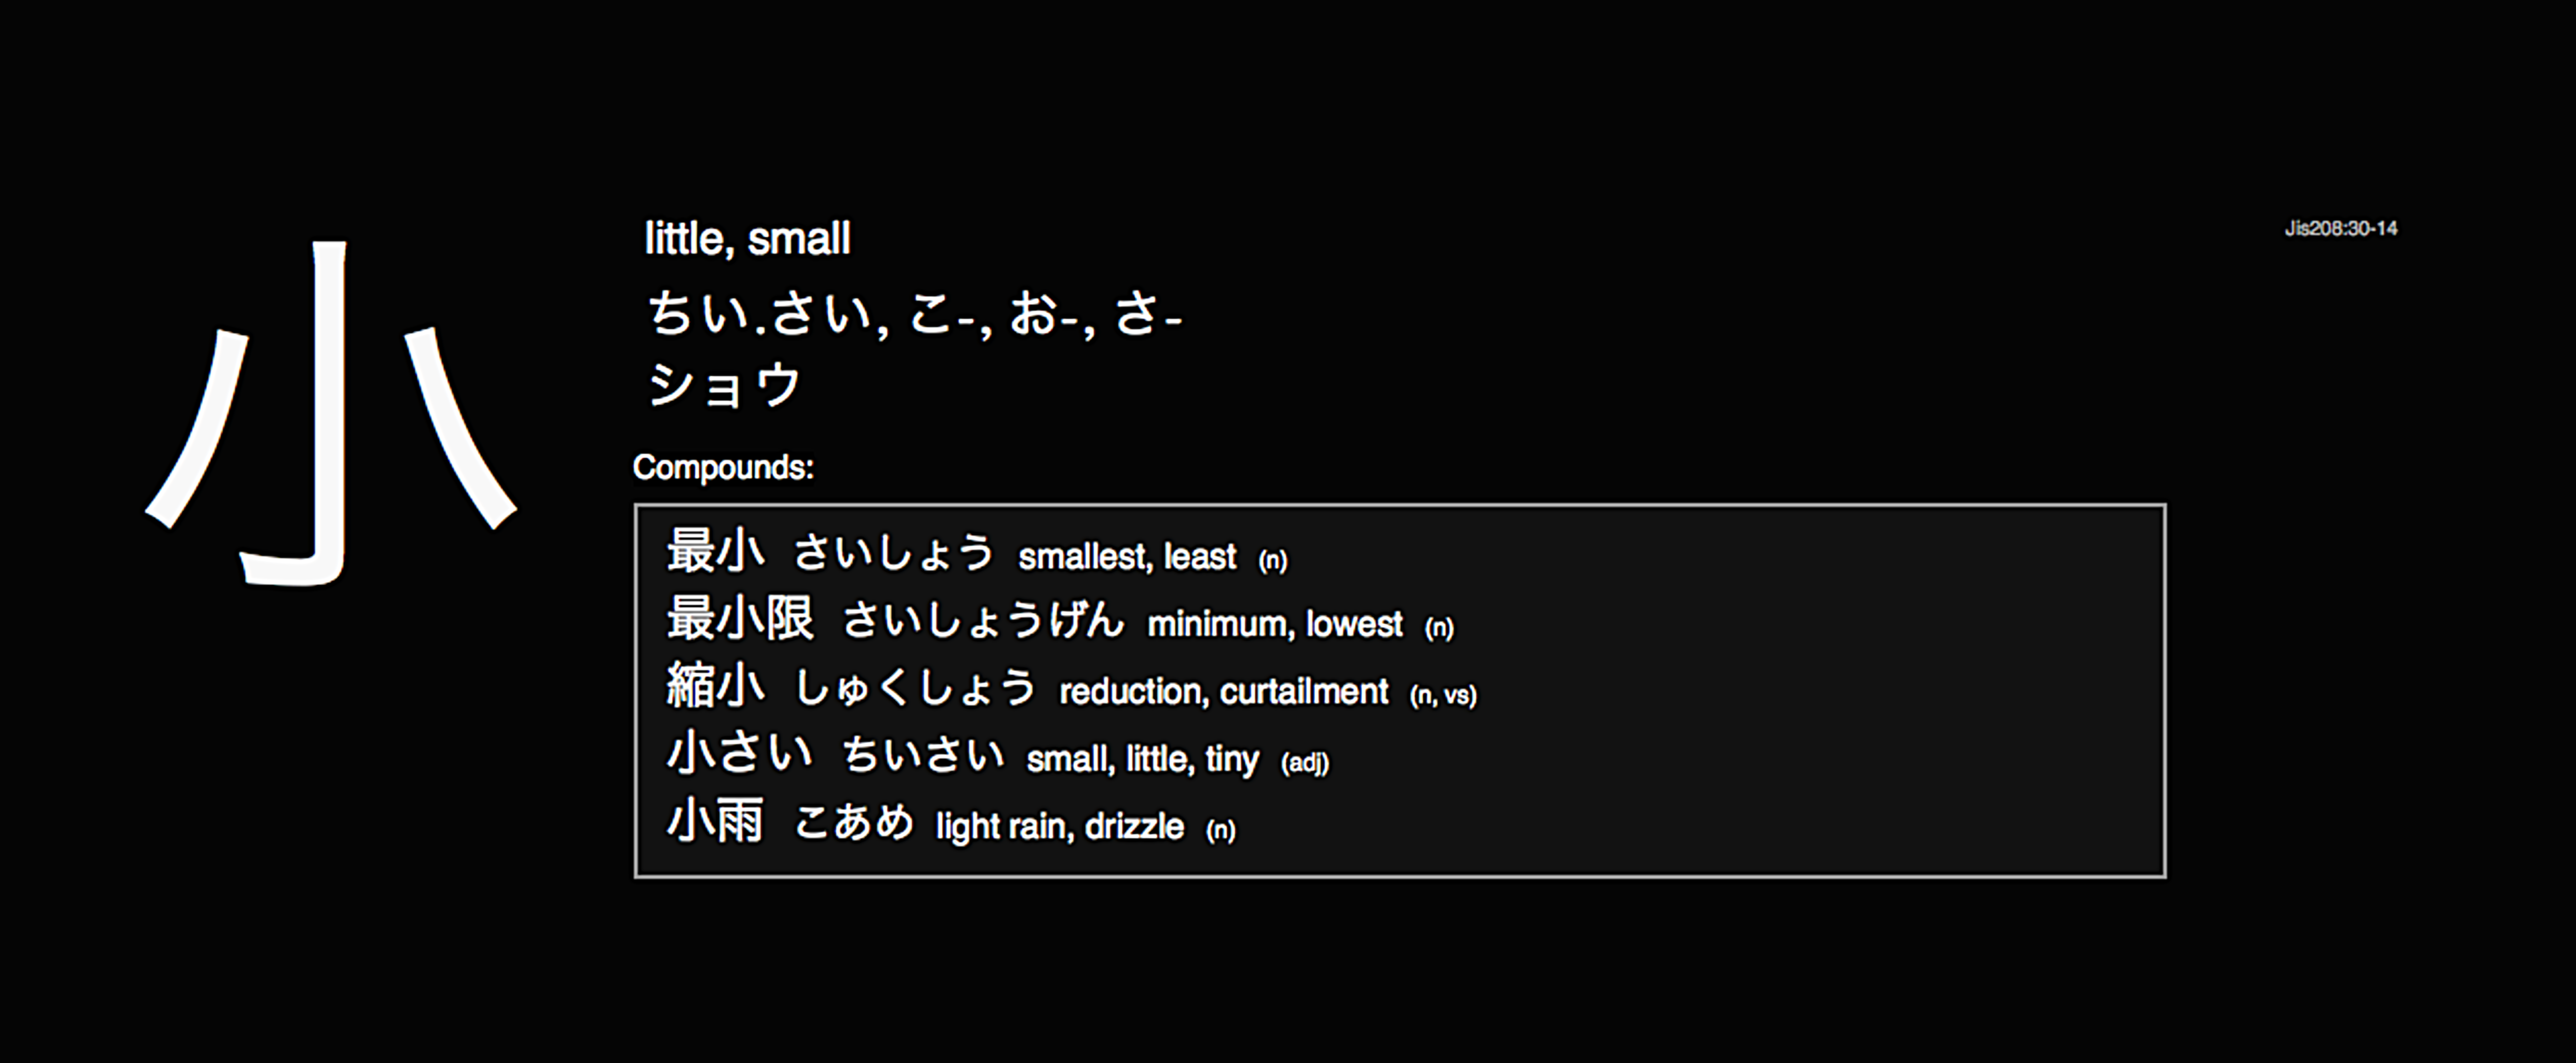 小
little, small
Jis208:30-14
ちい.さい, こ-, お-, さ-
ショウ
Compounds:
最小 さいしょう smallest, least (n)
最小限 さいしょうげん minimum, lowest (n)
縮小 しゅくしょう reduction, curtailment (n, vs)
小さい ちいさい small, little, tiny (adj)
小雨 こあめ light rain, drizzle (n)